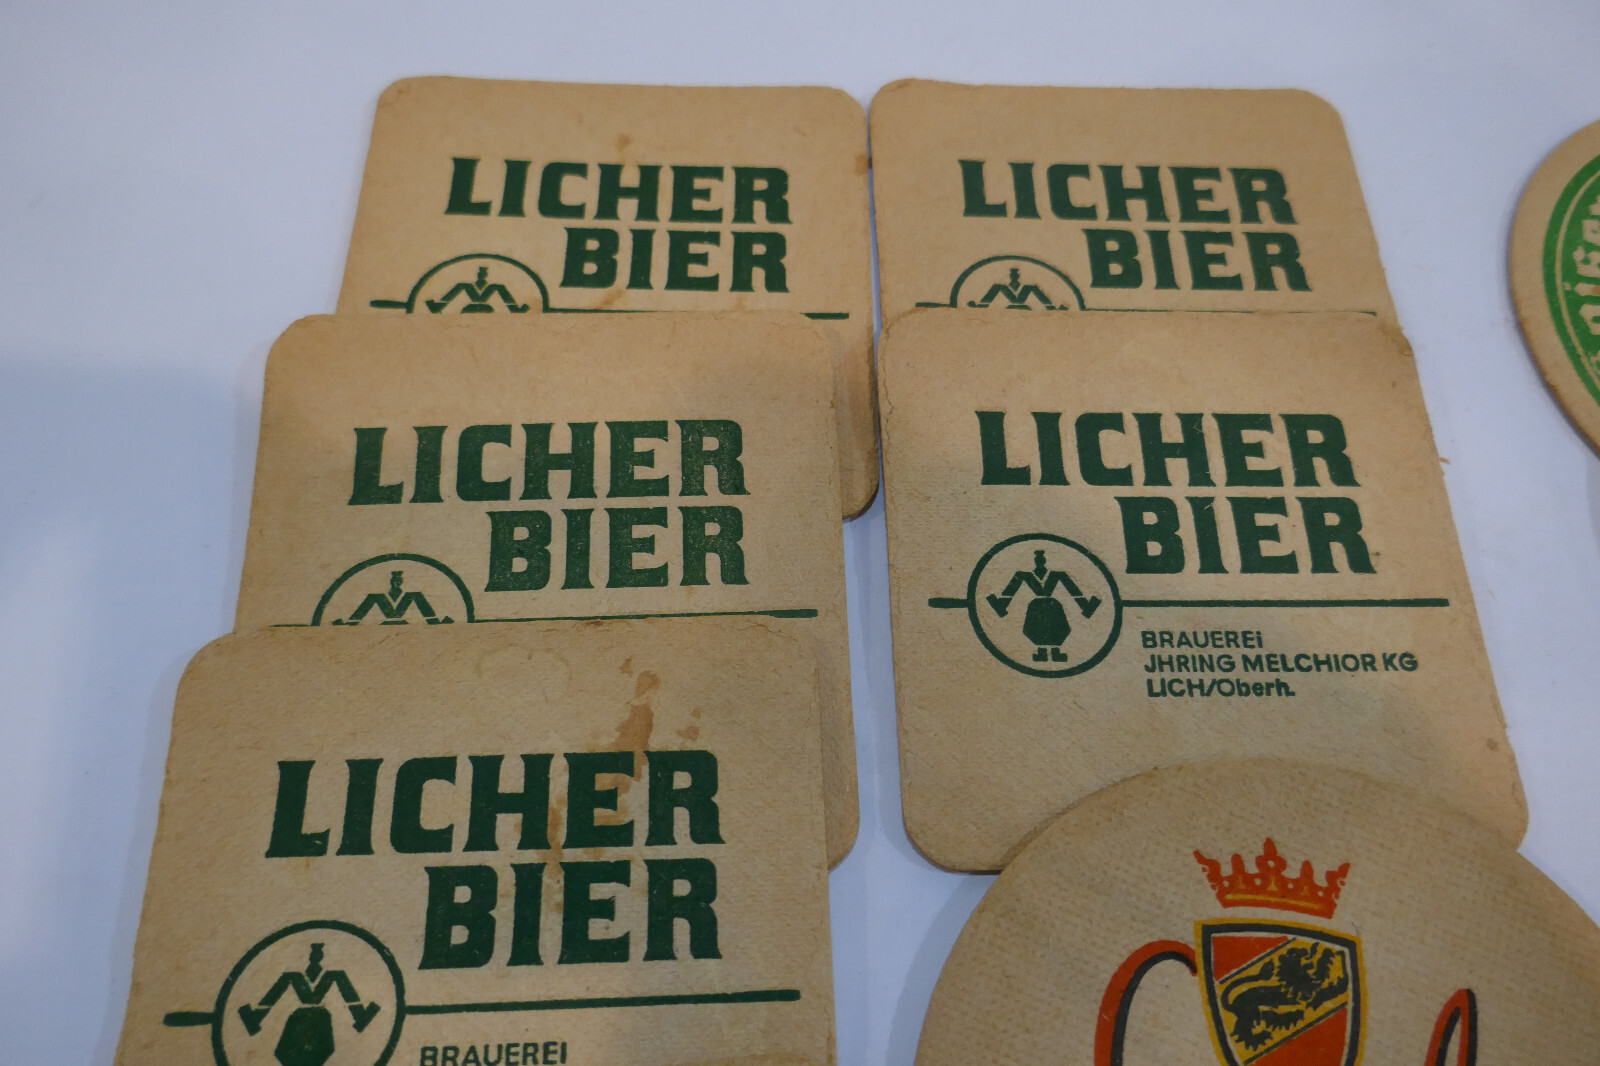 LICHER
BIER
LICHER
BIER
LICHER
BIER
LICHER
BIER
BRAUEREi
JHRING MELCHIOR KG
LICH/Oberh.
LICHER
BIER
BRAUEREI